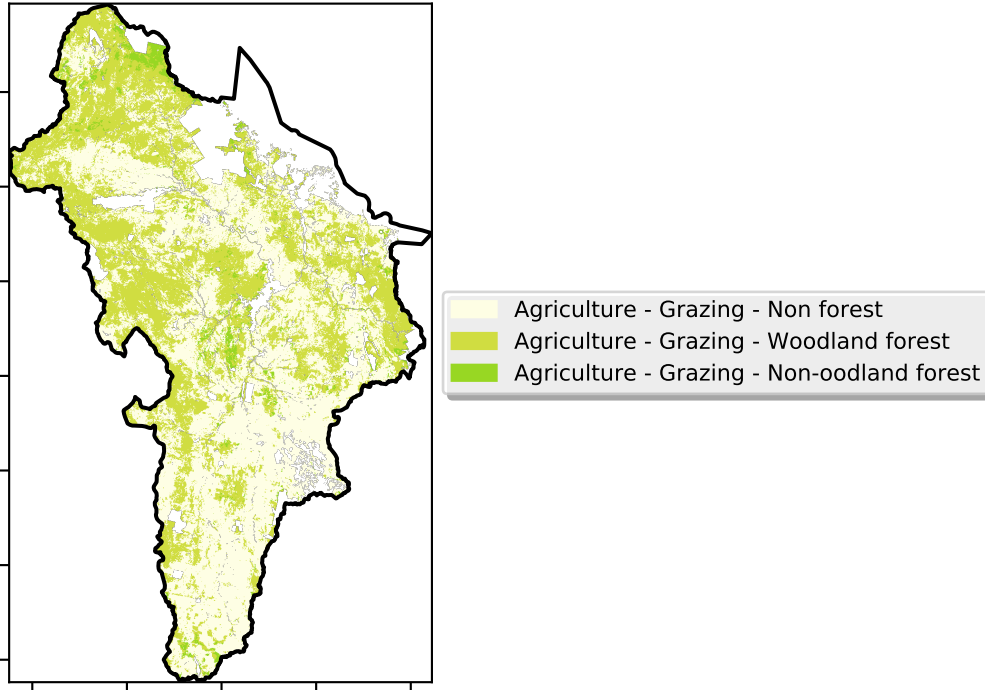 Agriculture - Grazing - Non forest
Agriculture - Grazing - Woodland forest
Agriculture - Grazing - Non-oodland forest